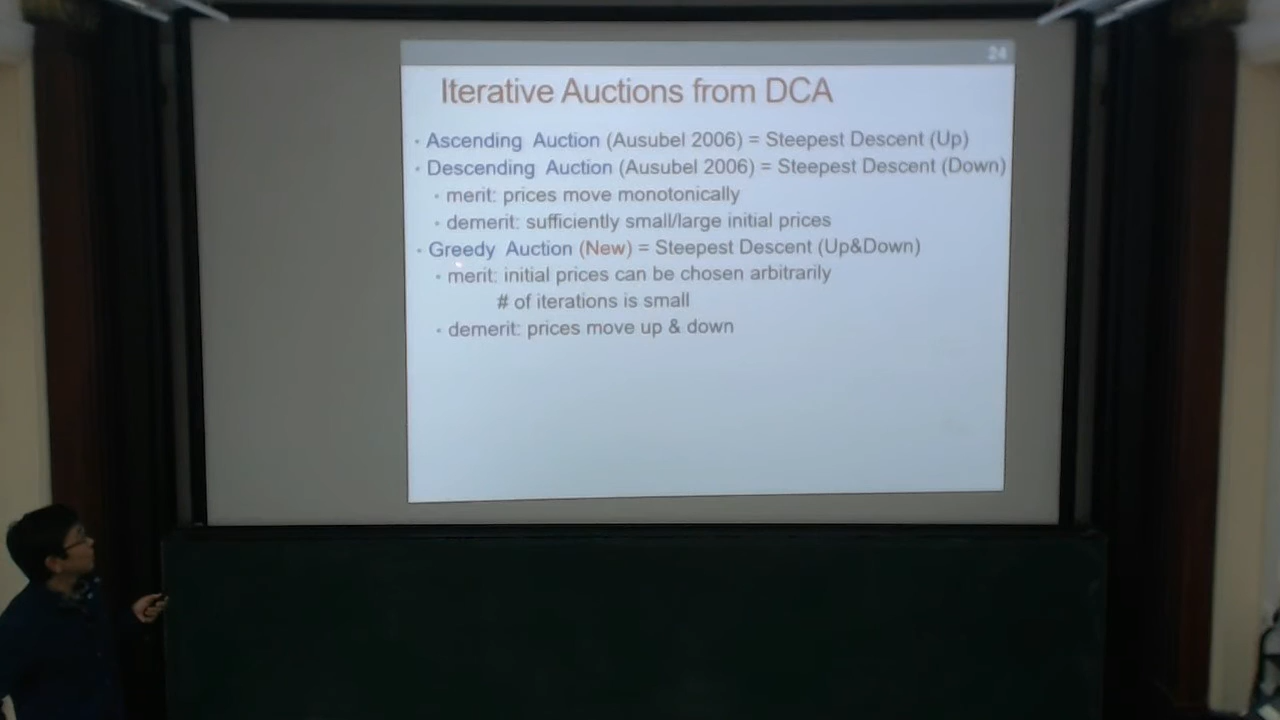 24
Iterative Auctions from DCA
• Ascending Auction (Ausubel 2006) = Steepest Descent (Up)
• Descending Auction (Ausubel 2006) = Steepest Descent (Down)
• merit: prices move monotonically
• demerit: sufficiently small/large initial prices
• Greedy Auction (New) = Steepest Descent (Up&Down)
• merit: initial prices can be chosen arbitrarily
# of iterations is small
• demerit: prices move up & down